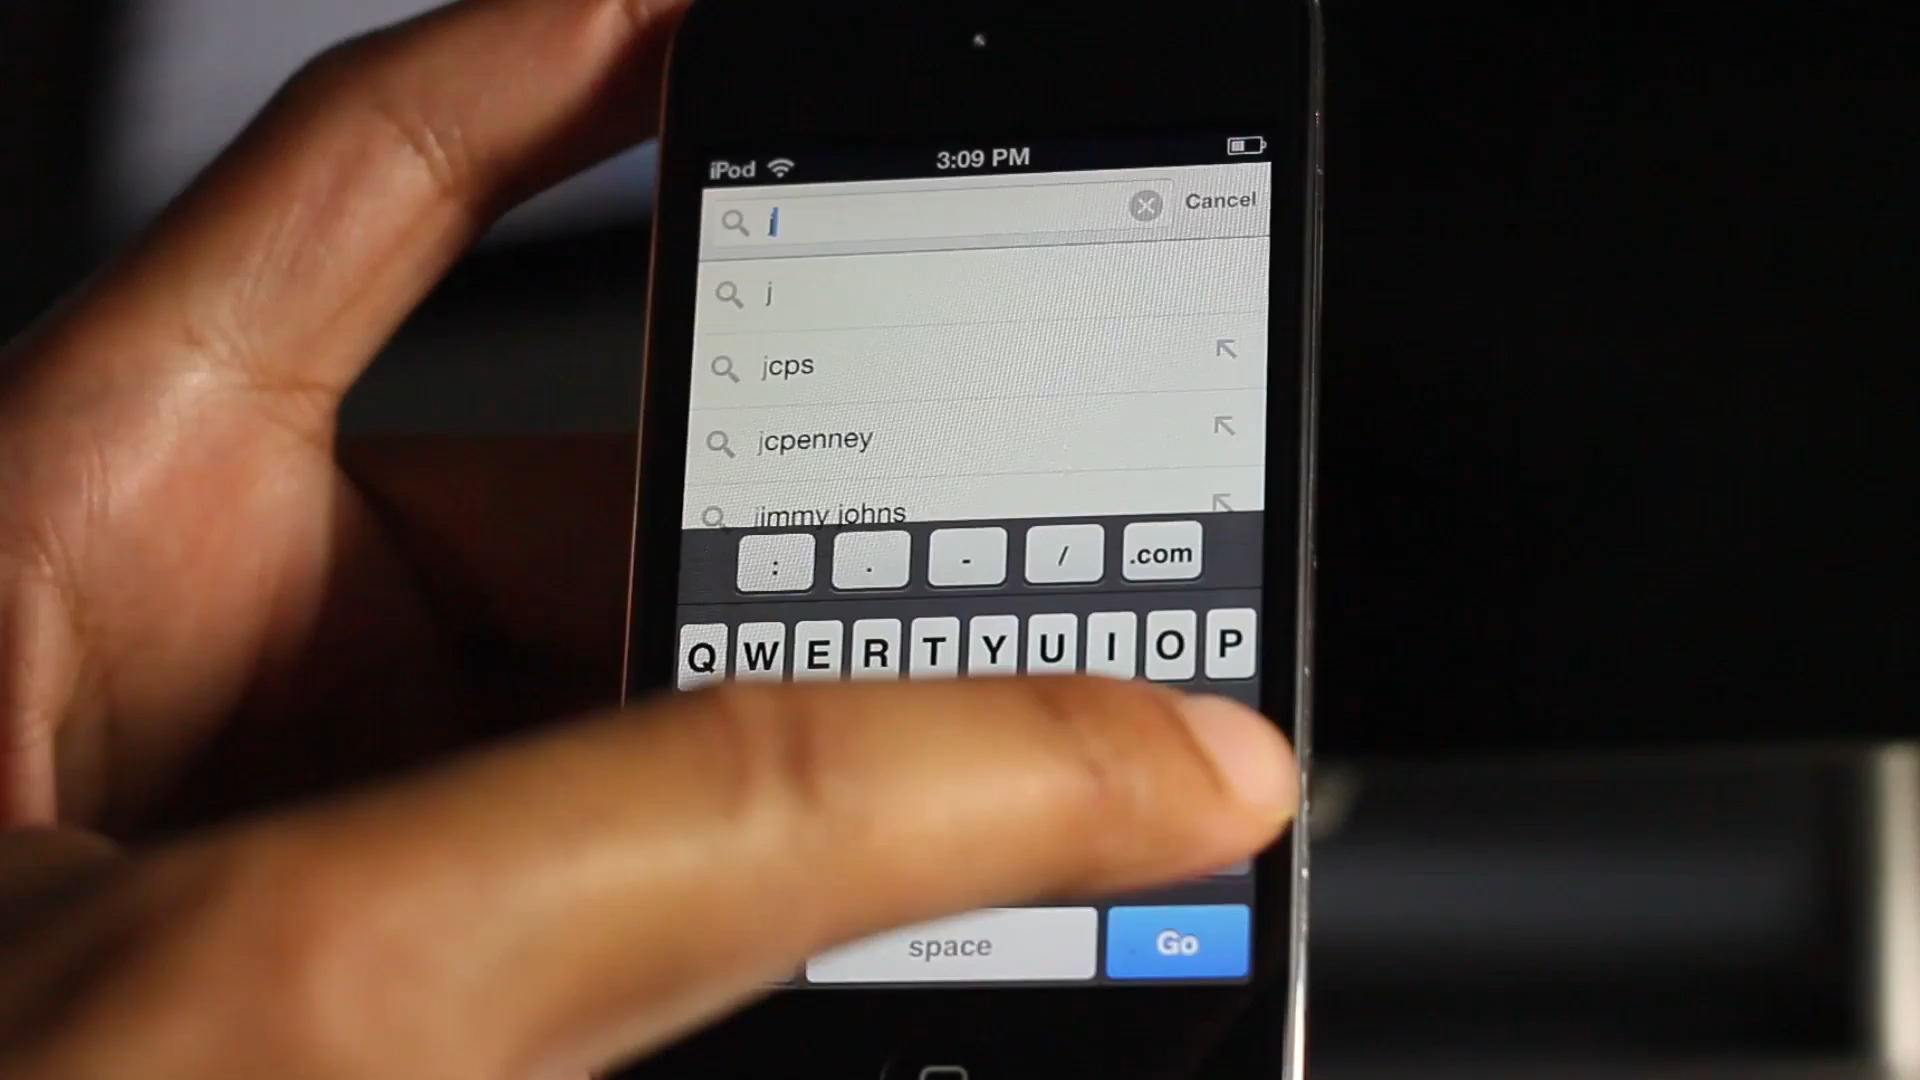 iPod 3:09 PM
j Cancel
j
jcps
jcpenney
jimmy johns
: . - / .com
Q W E R T Y U I O P
space Go